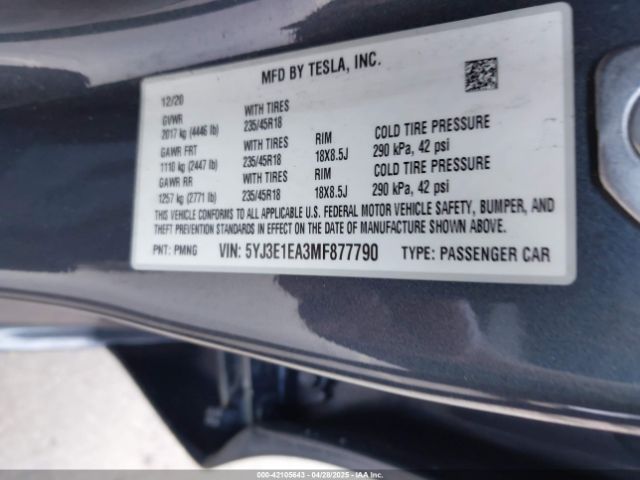 MFD BY TESLA, INC.
12/20
GVWR WITH TIRES
2017 kg (4446 lb) 235/45R18
GAWR FRT WITH TIRES RIM COLD TIRE PRESSURE
1110 kg (2447 lb) 235/45R18 18X8.5J 290 kPa, 42 psi
GAWR RR WITH TIRES RIM COLD TIRE PRESSURE
1257 kg (2771 lb) 235/45R18 18X8.5J 290 kPa, 42 psi
THIS VEHICLE CONFORMS TO ALL APPLICABLE U.S. FEDERAL MOTOR VEHICLE SAFETY, BUMPER, AND
THEFT PREVENTION STANDARDS IN EFFECT ON THE DATE OF MANUFACTURE SHOWN ABOVE.
PNT: PMNG VIN: 5YJ3E1EA3MF877790 TYPE: PASSENGER CAR
000-42105643 - 04/28/2025 - IAA Inc.